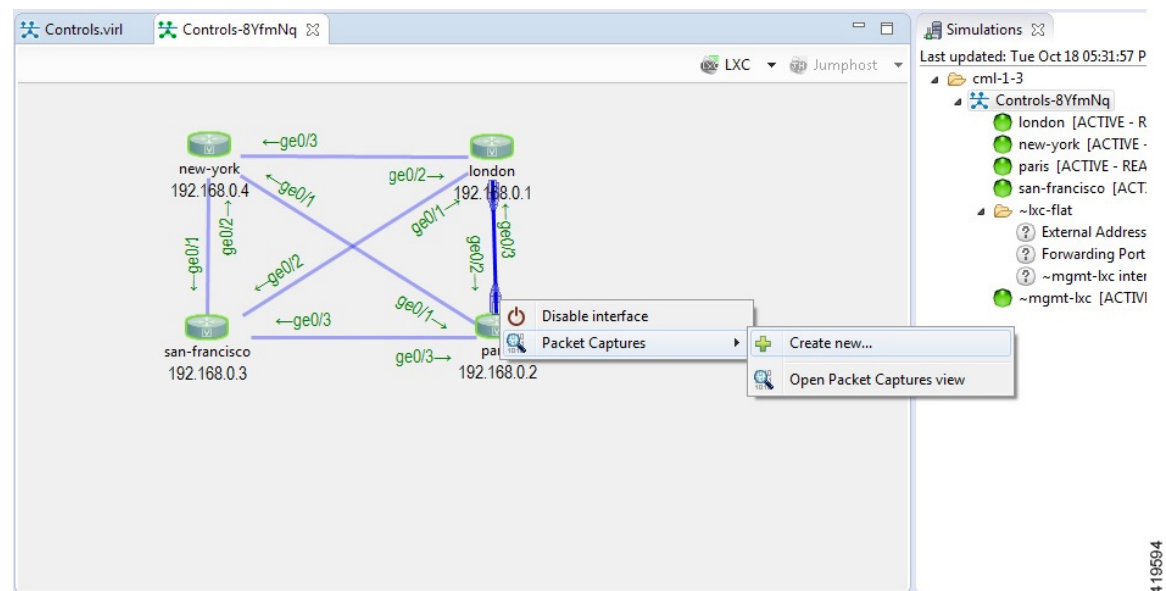 Controls.virl
Controls-8YfmNq
Simulations
LXC
Jumphost
Last updated: Tue Oct 18 05:31:57 P
cml-1-3
Controls-8YfmNq
london [ACTIVE - R
new-york [ACTIVE -
paris [ACTIVE - REA
san-francisco [ACT.
~lxc-flat
External Address
Forwarding Port
~mgmt-lxc inter
~mgmt-lxc [ACTIVI
←ge0/3
new-york
192.168.0.4
ge0/2→
london
192.168.0.1
←ge0/1
ge0/1→
←ge0/3
ge0/2→
←ge0/1
ge0/2→
←ge0/2
ge0/1→
←ge0/3
san-francisco
192.168.0.3
ge0/3→
192.168.0.2
Disable interface
Packet Captures
Create new...
Open Packet Captures view
419594